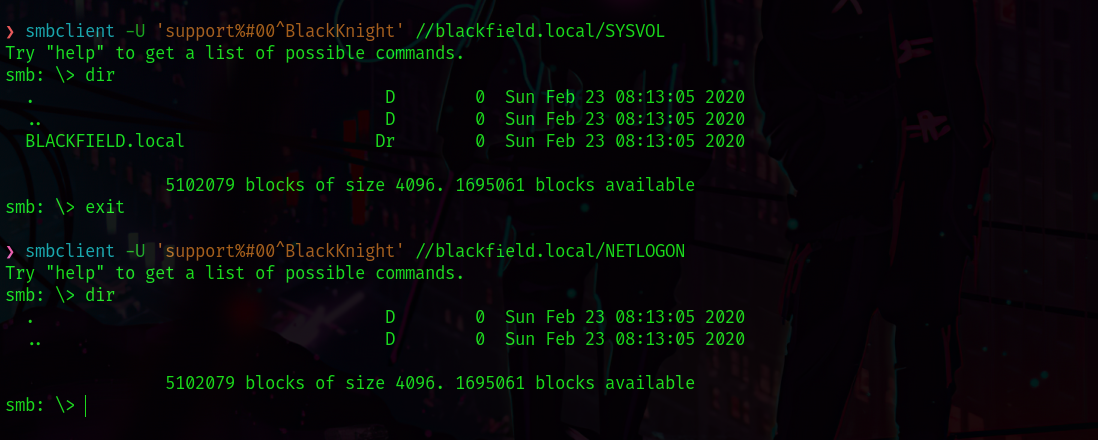 ❯ smbclient -U 'support%#00^BlackKnight' //blackfield.local/SYSVOL
Try "help" to get a list of possible commands.
smb: \> dir
  .                                   D        0  Sun Feb 23 08:13:05 2020
  ..                                  D        0  Sun Feb 23 08:13:05 2020
  BLACKFIELD.local                   Dr        0  Sun Feb 23 08:13:05 2020
                5102079 blocks of size 4096. 1695061 blocks available
smb: \> exit
❯ smbclient -U 'support%#00^BlackKnight' //blackfield.local/NETLOGON
Try "help" to get a list of possible commands.
smb: \> dir
  .                                   D        0  Sun Feb 23 08:13:05 2020
  ..                                  D        0  Sun Feb 23 08:13:05 2020
                5102079 blocks of size 4096. 1695061 blocks available
smb: \>